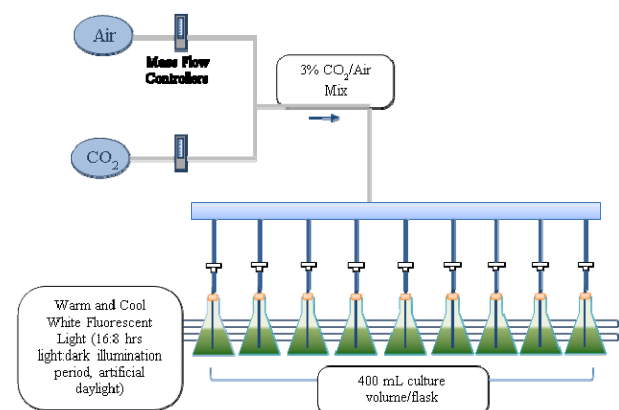 Air
Mass Flow
Controllers
3% CO₂/Air
Mix
CO₂
Warm and Cool
White Fluorescent
Light (16:8 hrs
light:dark illumination
period, artificial
daylight)
400 mL culture
volume/flask